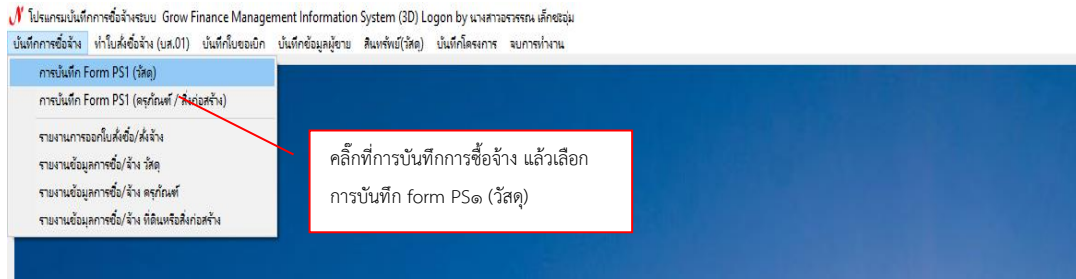 โปรแกรมบันทึกการซื้อจ้างระบบ Grow Finance Management Information System (3D) Logon by นางสาวอรวรรณ เล็กชะอุ่ม
บันทึกการซื้อจ้าง ทำใบสั่งซื้อจ้าง (บส.01) บันทึกใบขอเบิก บันทึกข้อมูลผู้ขาย สินทรัพย์(วัสดุ) บันทึกโครงการ จบการทำงาน
การบันทึก Form PS1 (วัสดุ)
การบันทึก Form PS1 (ครุภัณฑ์ / สิ่งก่อสร้าง)
รายงานการออกใบสั่งซื้อ/สั่งจ้าง
รายงานข้อมูลการซื้อ/จ้าง วัสดุ
รายงานข้อมูลการซื้อ/จ้าง ครุภัณฑ์
รายงานข้อมูลการซื้อ/จ้าง ที่ดินหรือสิ่งก่อสร้าง
คลิ๊กที่การบันทึกการซื้อจ้าง แล้วเลือก
การบันทึก form PS๑ (วัสดุ)